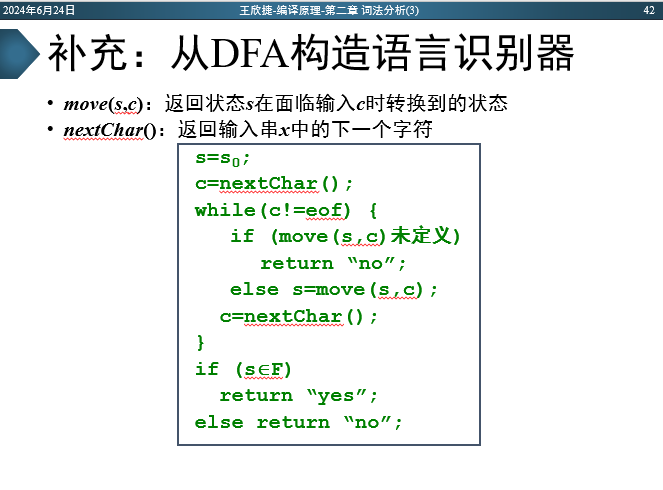 2024年6月24日 王欣捷-编译原理-第二章 词法分析(3) 42
补充：从DFA构造语言识别器
• move(s,c)：返回状态s在面临输入c时转换到的状态
• nextChar()：返回输入串x中的下一个字符
s=s₀;
c=nextChar();
while(c!=eof) {
if (move(s,c)未定义)
return “no”;
else s=move(s,c);
c=nextChar();
}
if (s∈F)
return “yes”;
else return “no”;